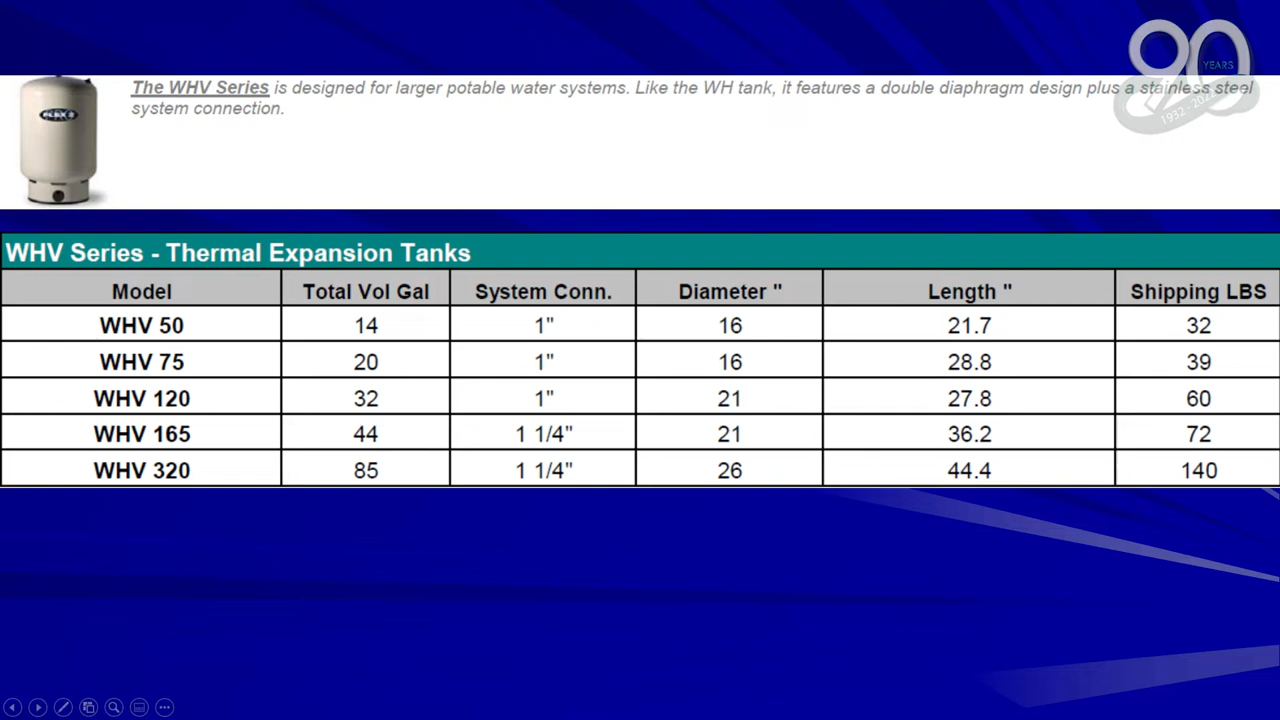 90
YEARS
1932 - 202
The WHV Series is designed for larger potable water systems. Like the WH tank, it features a double diaphragm design plus a stainless steel
system connection.
WHV Series - Thermal Expansion Tanks
Model Total Vol Gal System Conn. Diameter " Length " Shipping LBS
WHV 50 14 1" 16 21.7 32
WHV 75 20 1" 16 28.8 39
WHV 120 32 1" 21 27.8 60
WHV 165 44 1 1/4" 21 36.2 72
WHV 320 85 1 1/4" 26 44.4 140